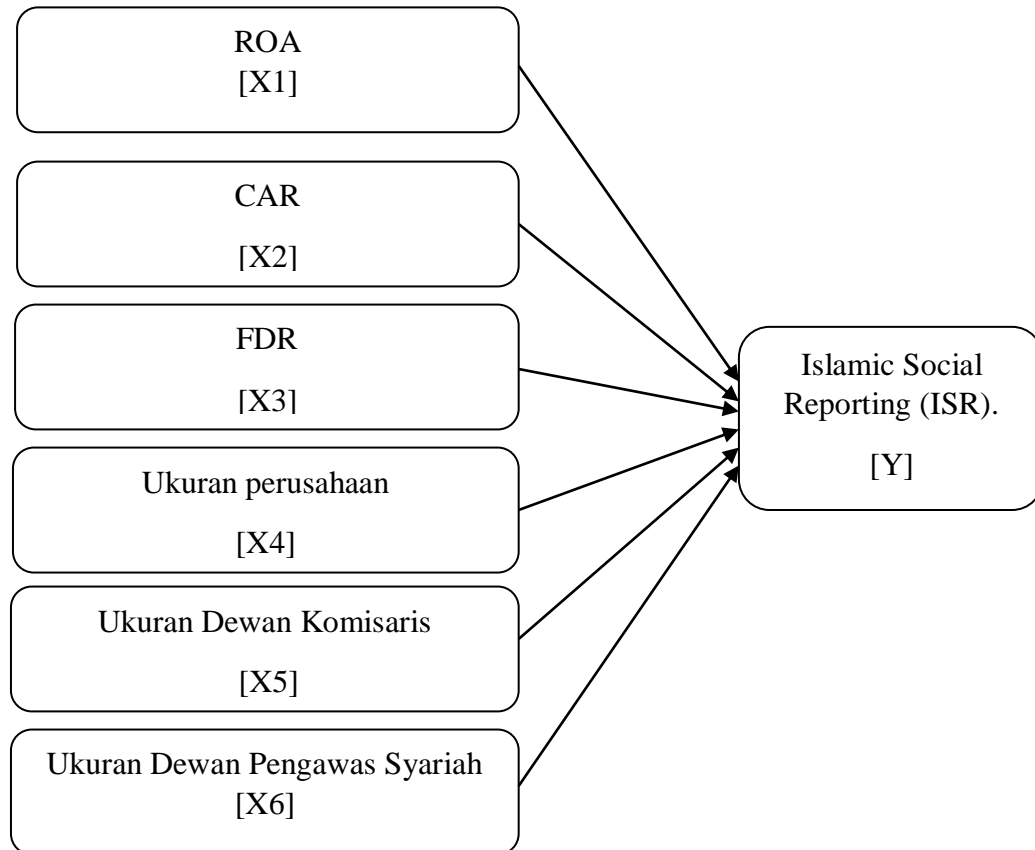 ROA
[X1]
CAR
[X2]
FDR
[X3]
Ukuran perusahaan
[X4]
Ukuran Dewan Komisaris
[X5]
Ukuran Dewan Pengawas Syariah
[X6]
Islamic Social
Reporting (ISR).
[Y]